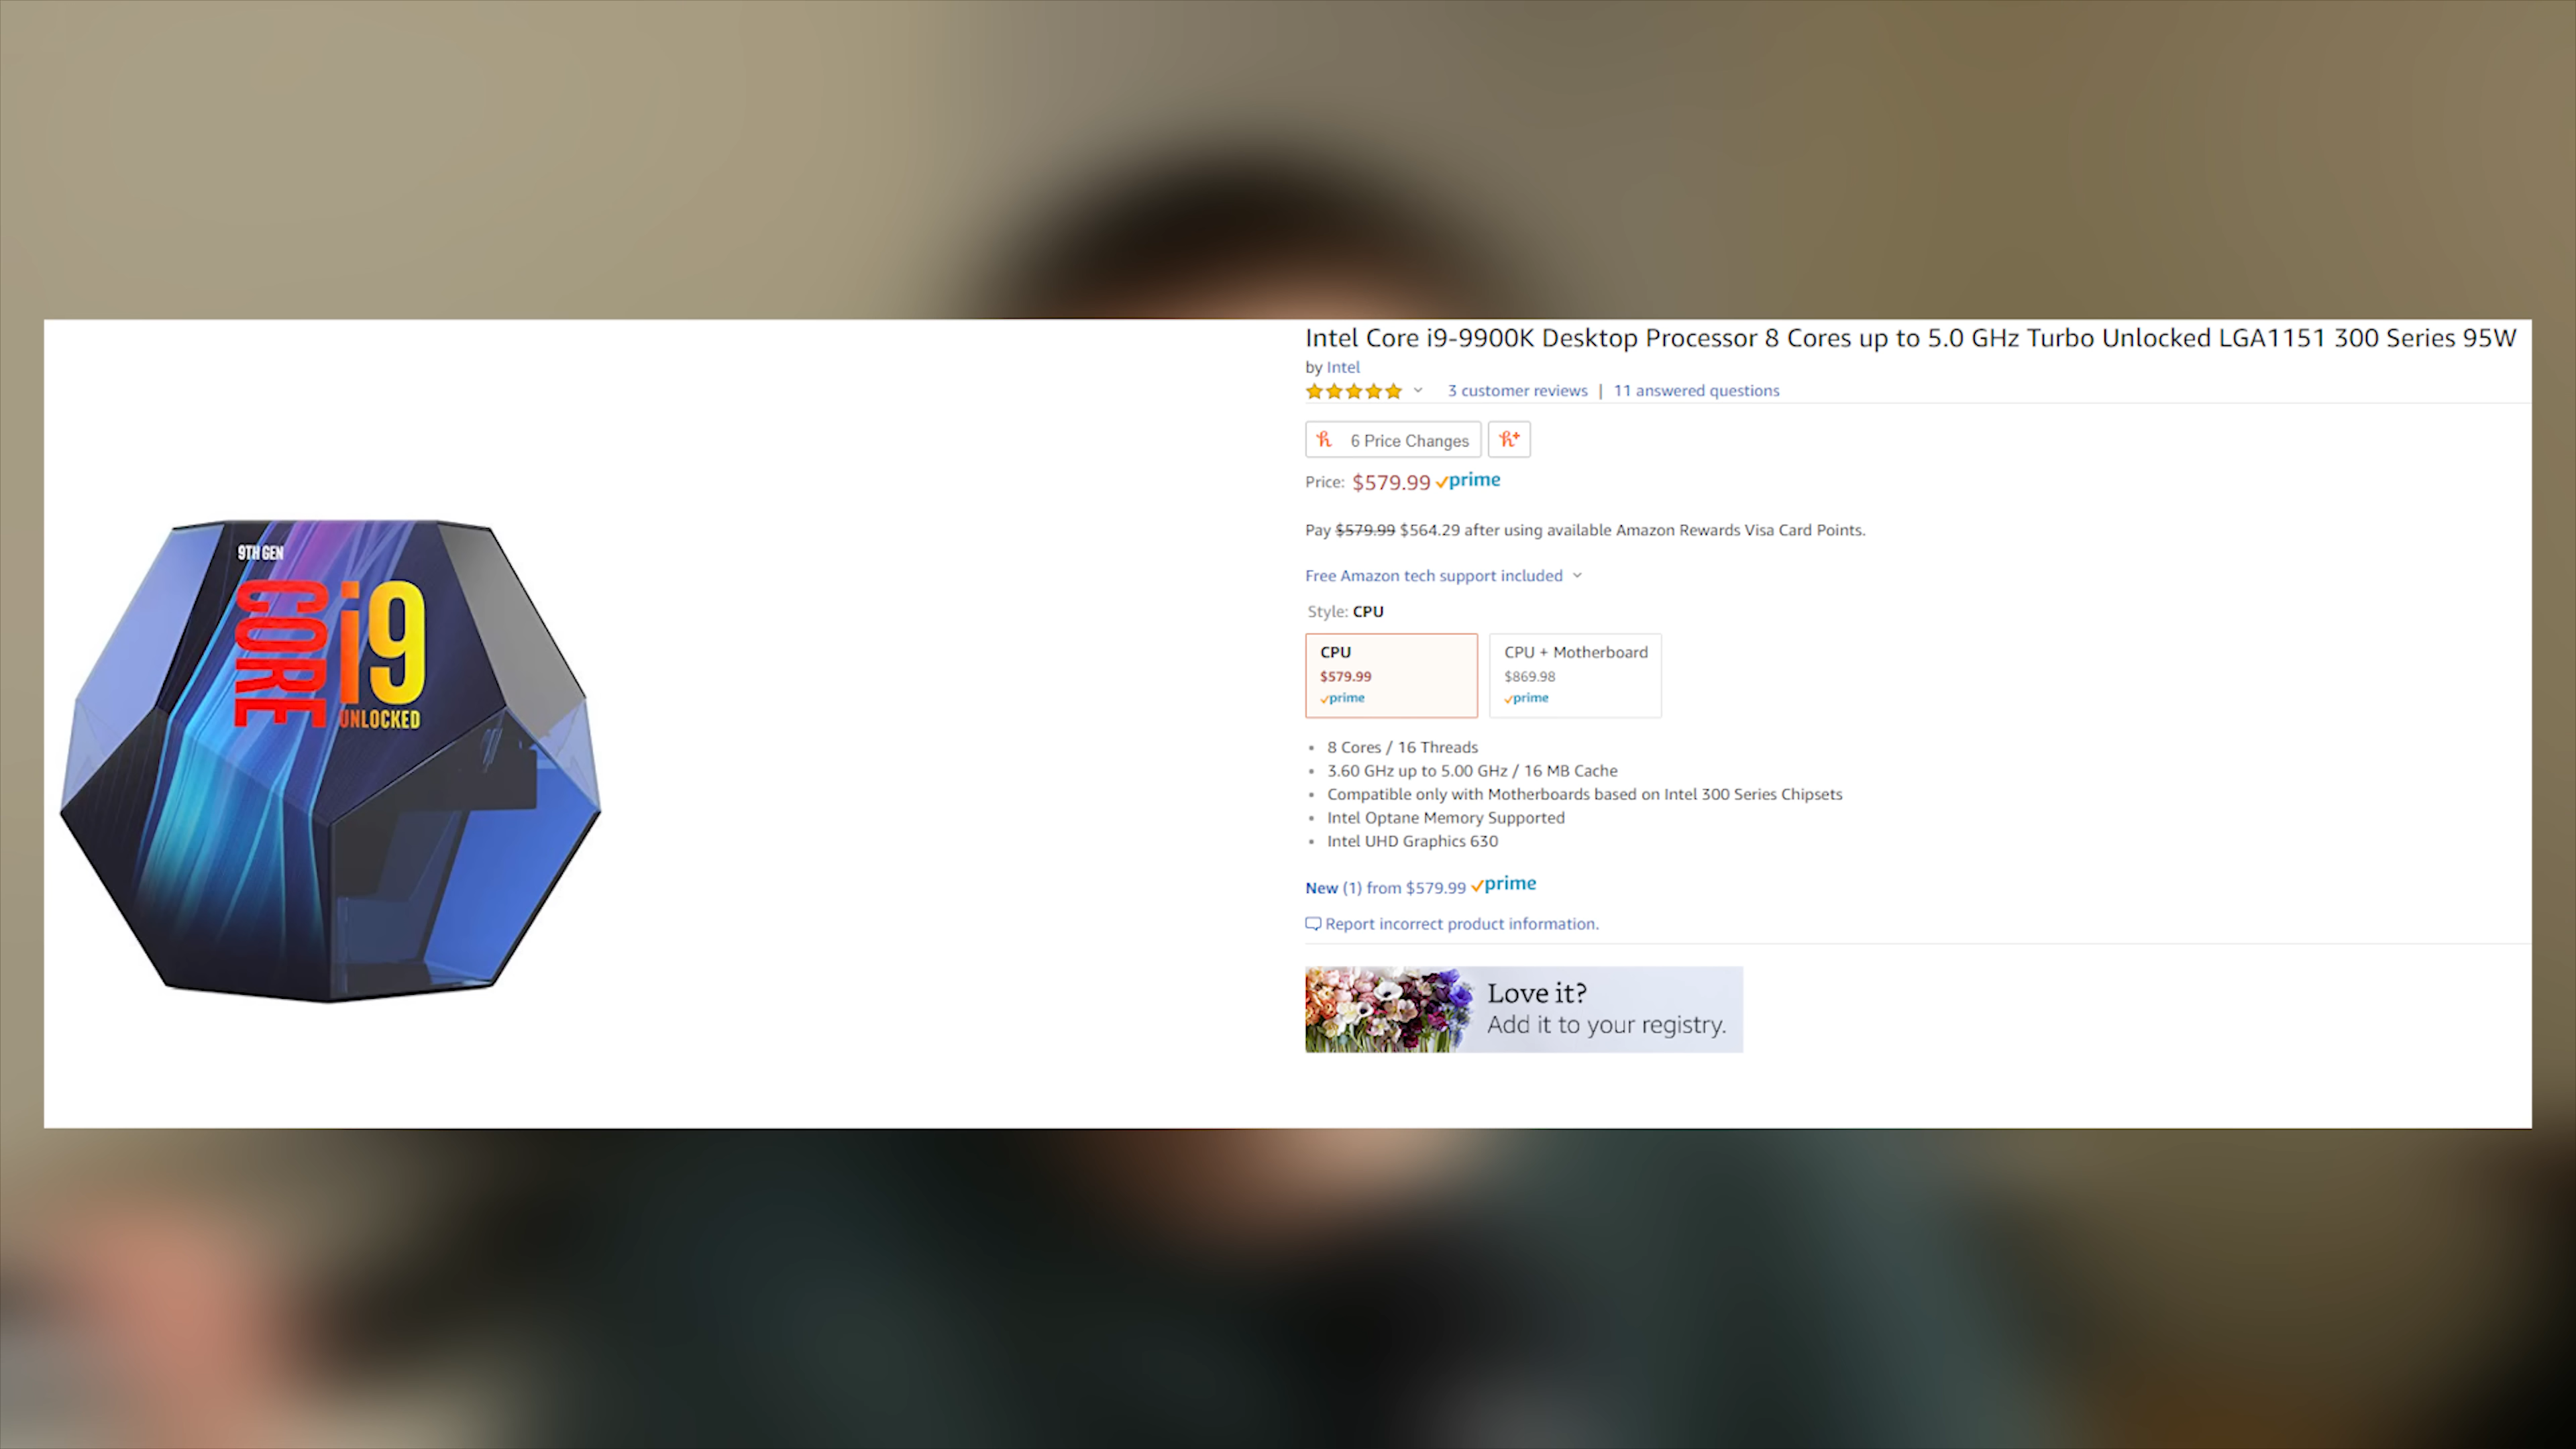 Intel Core i9-9900K Desktop Processor 8 Cores up to 5.0 GHz Turbo Unlocked LGA1151 300 Series 95W
by Intel
3 customer reviews | 11 answered questions
6 Price Changes
Price: $579.99 prime
Pay $579.99 $564.29 after using available Amazon Rewards Visa Card Points.
Free Amazon tech support included
Style: CPU
CPU
$579.99
prime
CPU + Motherboard
$869.98
prime
8 Cores / 16 Threads
3.60 GHz up to 5.00 GHz / 16 MB Cache
Compatible only with Motherboards based on Intel 300 Series Chipsets
Intel Optane Memory Supported
Intel UHD Graphics 630
New (1) from $579.99 prime
Report incorrect product information.
Love it?
Add it to your registry.
9TH GEN
CORE
i9
UNLOCKED